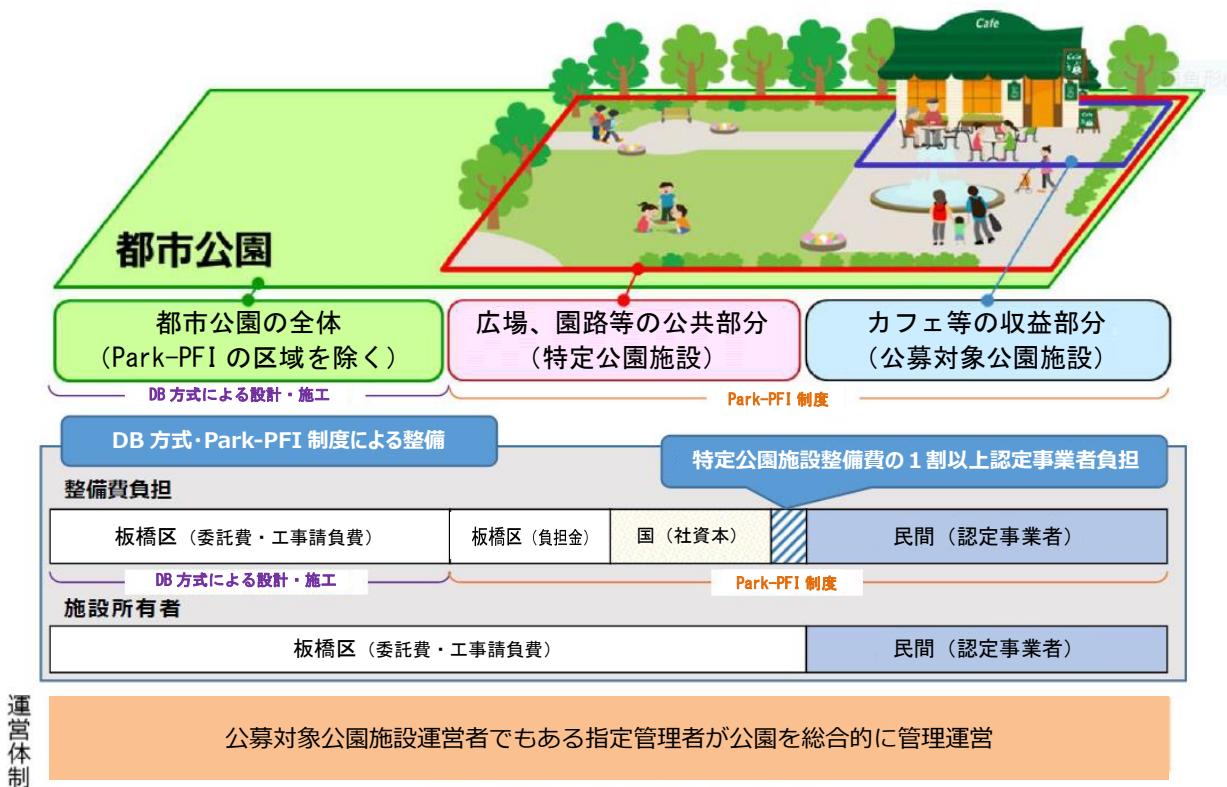 Cafe
Cafe
Cafe
都市公園
都市公園の全体
(Park-PFI の区域を除く)
広場、園路等の公共部分
(特定公園施設)
カフェ等の収益部分
(公募対象公園施設)
DB 方式による設計・施工
Park-PFI 制度
DB 方式・Park-PFI 制度による整備
特定公園施設整備費の1割以上認定事業者負担
整備費負担
板橋区(委託費・工事請負費)
板橋区(負担金)
国(社資本)
民間(認定事業者)
DB 方式による設計・施工
Park-PFI 制度
施設所有者
板橋区(委託費・工事請負費)
民間(認定事業者)
運営体制
公募対象公園施設運営者でもある指定管理者が公園を総合的に管理運営